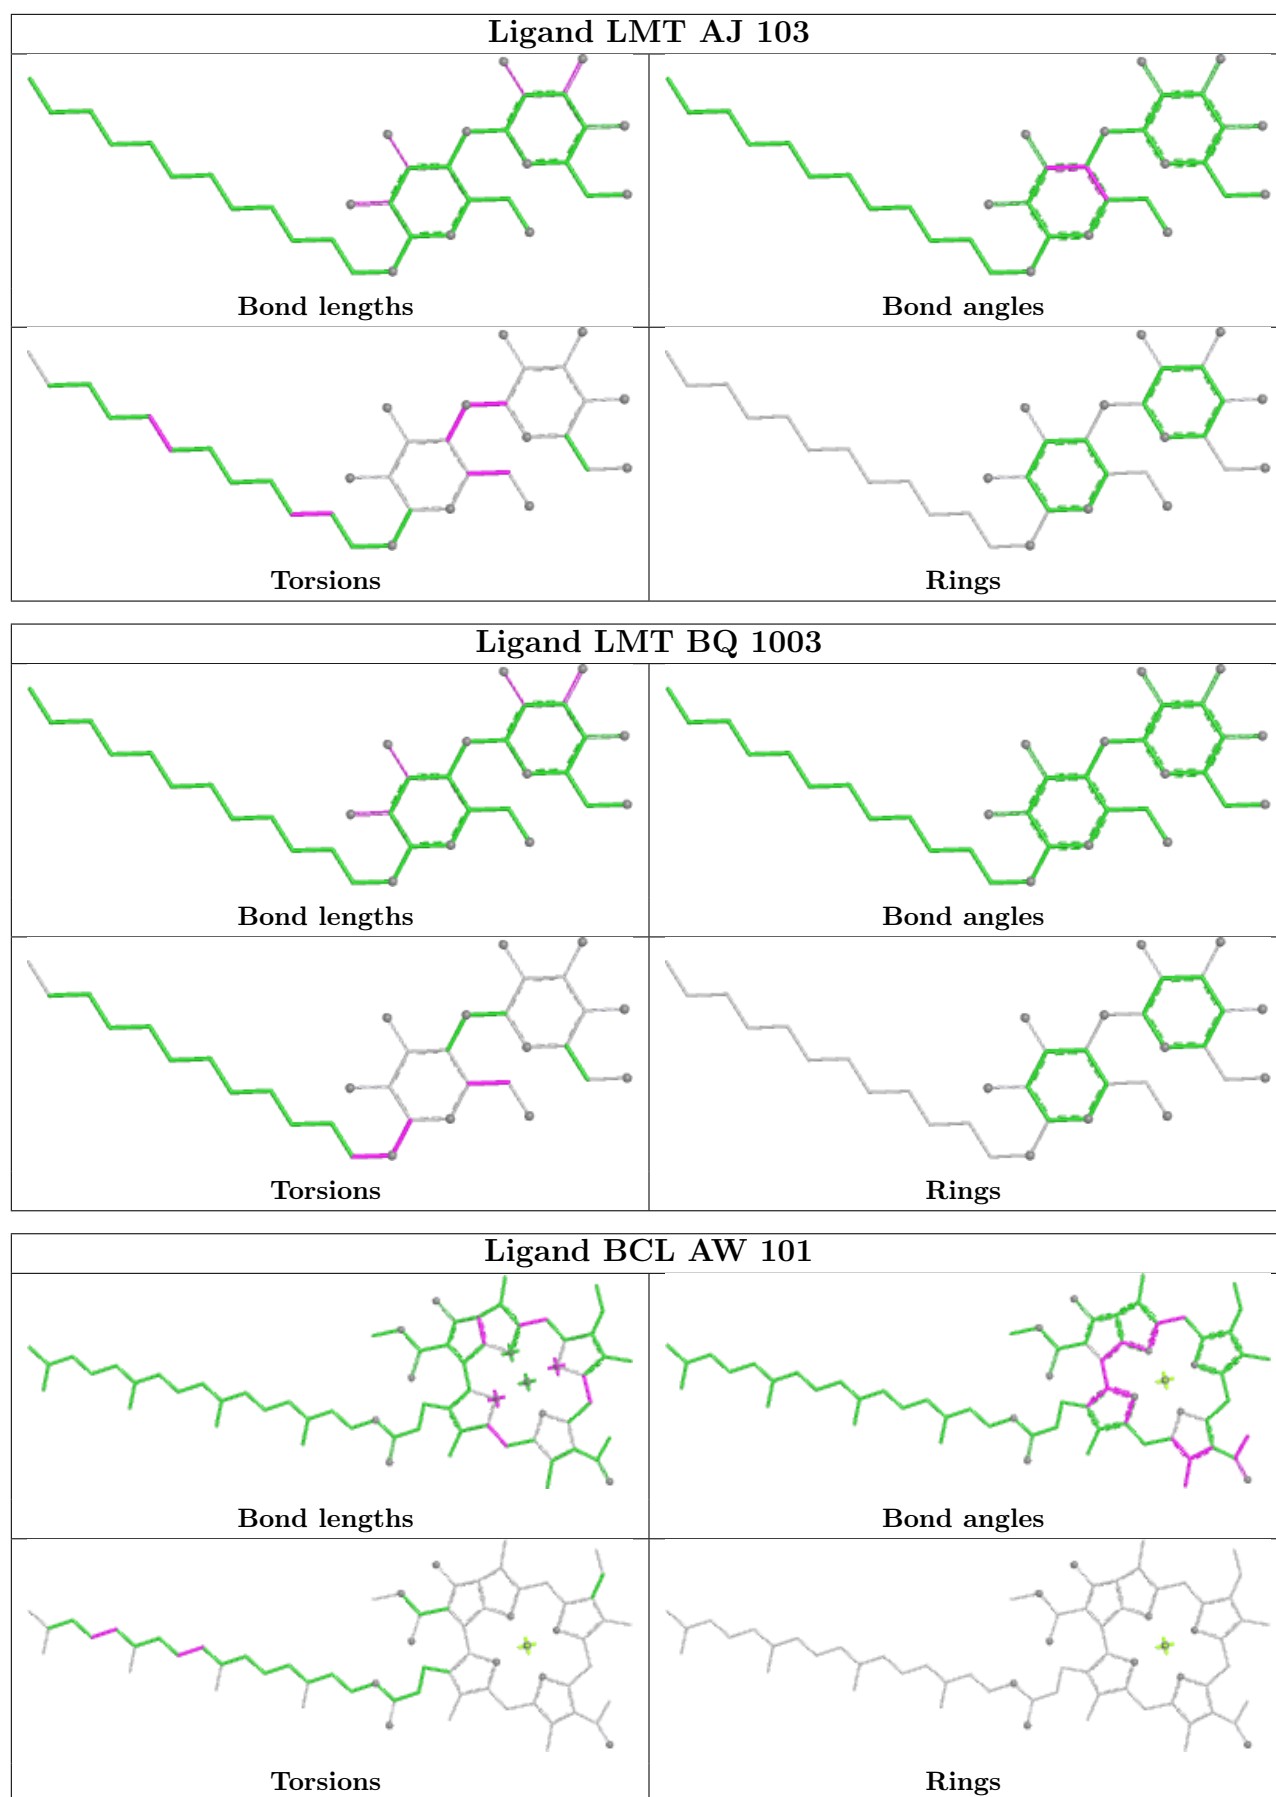 Ligand LMT AJ 103
Bond lengths
Bond angles
Torsions
Rings
Ligand LMT BQ 1003
Bond lengths
Bond angles
Torsions
Rings
Ligand BCL AW 101
Bond lengths
Bond angles
Torsions
Rings